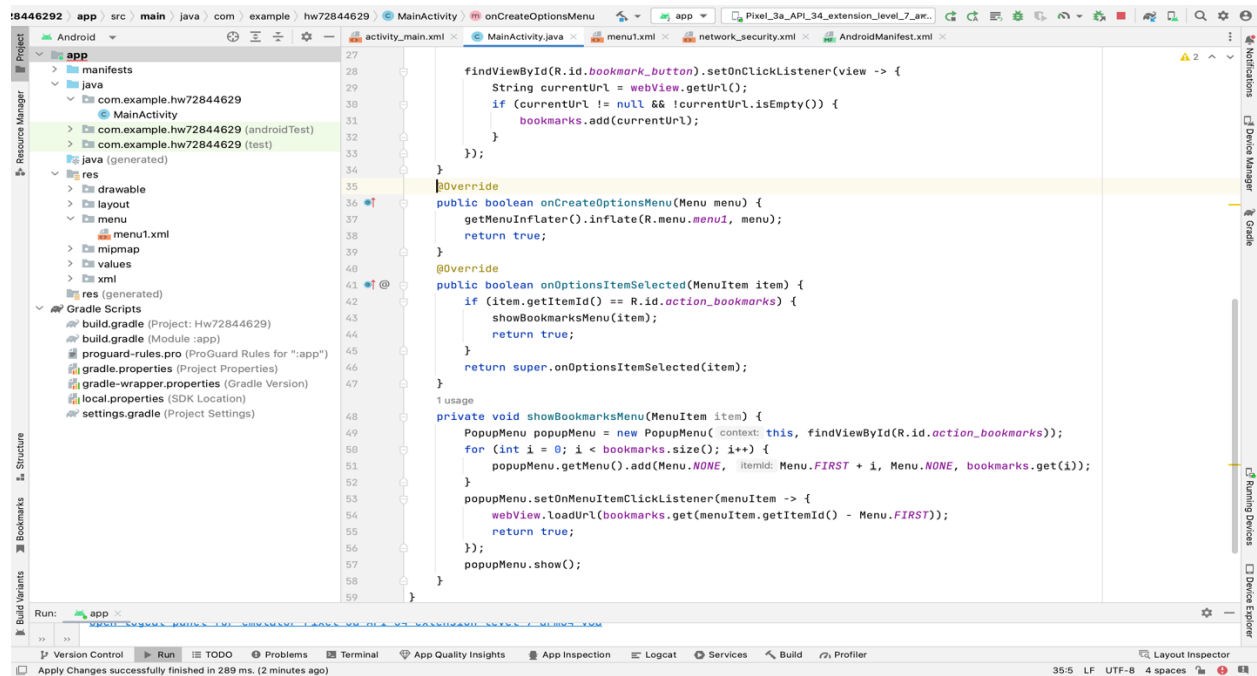 28446292 app src main java com example hw72844629 MainActivity onCreateOptionsMenu app Pixel_3a_API_34_extension_level_7_ar...
Project
Resource Manager
Structure
Bookmarks
Build Variants
Android
app
manifests
java
com.example.hw72844629
MainActivity
com.example.hw72844629 (androidTest)
com.example.hw72844629 (test)
java (generated)
res
drawable
layout
menu
menu1.xml
mipmap
values
xml
res (generated)
Gradle Scripts
build.gradle (Project: Hw72844629)
build.gradle (Module :app)
proguard-rules.pro (ProGuard Rules for ":app")
gradle.properties (Project Properties)
gradle-wrapper.properties (Gradle Version)
local.properties (SDK Location)
settings.gradle (Project Settings)
activity_main.xml MainActivity.java menu1.xml network_security.xml AndroidManifest.xml
2
27
28 findViewById(R.id.bookmark_button).setOnClickListener(view -> {
29 String currentUrl = webView.getUrl();
30 if (currentUrl != null && !currentUrl.isEmpty()) {
31 bookmarks.add(currentUrl);
32 }
33 });
34 }
35 @Override
36 public boolean onCreateOptionsMenu(Menu menu) {
37 getMenuInflater().inflate(R.menu.menu1, menu);
38 return true;
39 }
40 @Override
41 @ public boolean onOptionsItemSelected(MenuItem item) {
42 if (item.getItemId() == R.id.action_bookmarks) {
43 showBookmarksMenu(item);
44 return true;
45 }
46 return super.onOptionsItemSelected(item);
47 }
1 usage
48 private void showBookmarksMenu(MenuItem item) {
49 PopupMenu popupMenu = new PopupMenu( context: this, findViewById(R.id.action_bookmarks));
50 for (int i = 0; i < bookmarks.size(); i++) {
51 popupMenu.getMenu().add(Menu.NONE, itemId: Menu.FIRST + i, Menu.NONE, bookmarks.get(i));
52 }
53 popupMenu.setOnMenuItemClickListener(menuItem -> {
54 webView.loadUrl(bookmarks.get(menuItem.getItemId() - Menu.FIRST));
55 return true;
56 });
57 popupMenu.show();
58 }
59 }
Notifications
Device Manager
Gradle
Running Devices
Device Explorer
Run: app
Version Control Run TODO Problems Terminal App Quality Insights App Inspection Logcat Services Build Profiler Layout Inspector
Apply Changes successfully finished in 289 ms. (2 minutes ago) 35:5 LF UTF-8 4 spaces